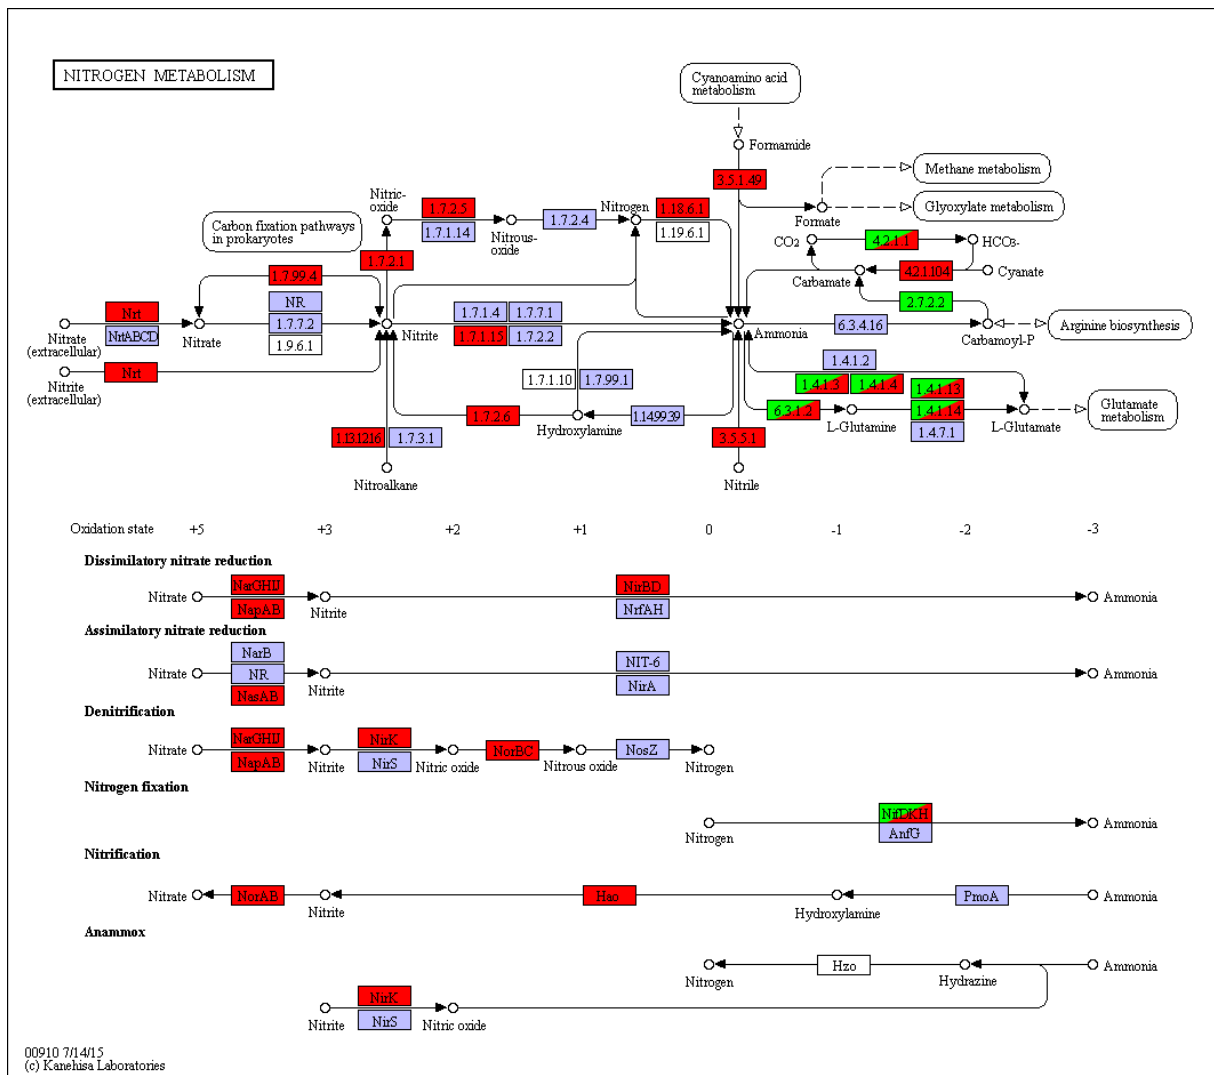 NITROGEN METABOLISM
Cyanoamino acid
metabolism
Formamide
3.5.1.49
Methane metabolism
Glyoxylate metabolism
Formate
Nitric-
oxide
1.7.2.5
1.7.1.14
Nitrous-
oxide
1.7.2.4
Nitrogen
1.18.6.1
1.19.6.1
Carbon fixation pathways
in prokaryotes
1.7.2.1
CO2
4.2.1.1
HCO3-
Carbamate
4.2.1.104
Cyanate
2.7.2.2
1.7.99.4
Nrt
NrtABCD
Nitrate
(extracellular)
Nitrate
NR
1.7.7.2
1.9.6.1
Nitrite
1.7.1.4
1.7.7.1
1.7.1.15
1.7.2.2
Ammonia
6.3.4.16
Carbamoyl-P
Arginine biosynthesis
Nrt
Nitrite
(extracellular)
1.7.1.10
1.7.99.1
1.4.1.2
1.4.1.3
1.4.1.4
1.4.1.13
1.7.2.6
Hydroxylamine
1.14.99.39
6.3.1.2
L-Glutamine
1.4.1.14
1.4.7.1
L-Glutamate
Glutamate
metabolism
1.13.12.16
1.7.3.1
3.5.5.1
Nitroalkane
Nitrile
Oxidation state +5 +3 +2 +1 0 -1 -2 -3
Dissimilatory nitrate reduction
NarGHIJ
NirBD
Nitrate
Nitrite
Ammonia
NapAB
NrfAH
Assimilatory nitrate reduction
NarB
NIT-6
Nitrate
NR
Nitrite
Ammonia
NasAB
NirA
Denitrification
NarGHIJ
NirK
Nitrate
NorBC
NosZ
NapAB
Nitrite
NirS
Nitric oxide
Nitrous oxide
Nitrogen
Nitrogen fixation
NifDKH
Nitrogen
Ammonia
AnfG
Nitrification
Nitrate
NorAB
Nitrite
Hao
Hydroxylamine
PmoA
Ammonia
Anammox
Nitrogen
Hzo
Hydrazine
Ammonia
NirK
Nitrite
NirS
Nitric oxide
00910 7/14/15
(c) Kanehisa Laboratories